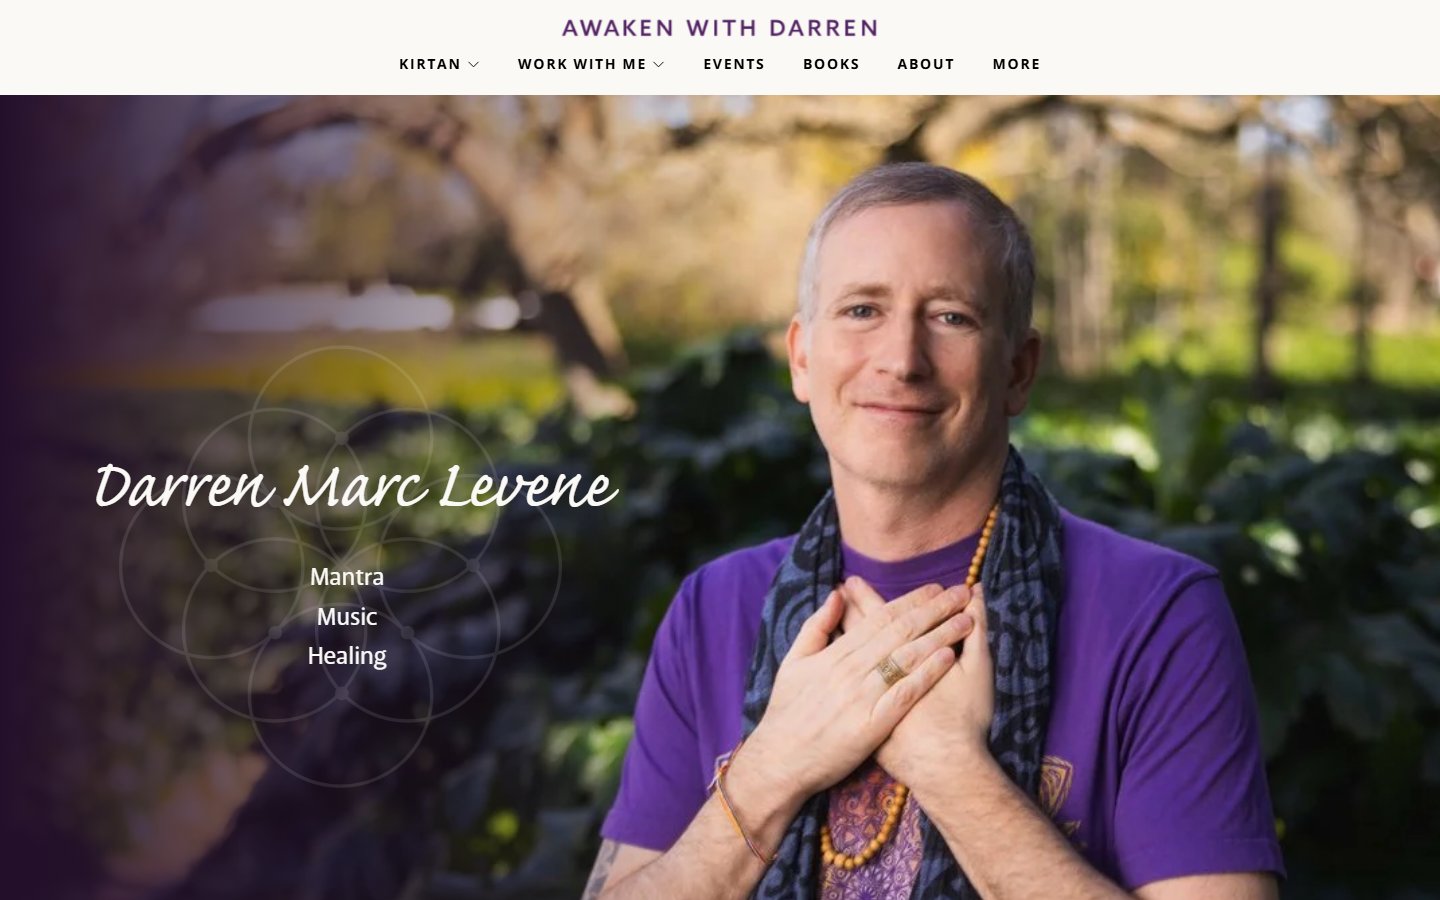 AWAKEN WITH DARREN
KIRTAN WORK WITH ME EVENTS BOOKS ABOUT MORE
Darren Marc Levene
Mantra
Music
Healing